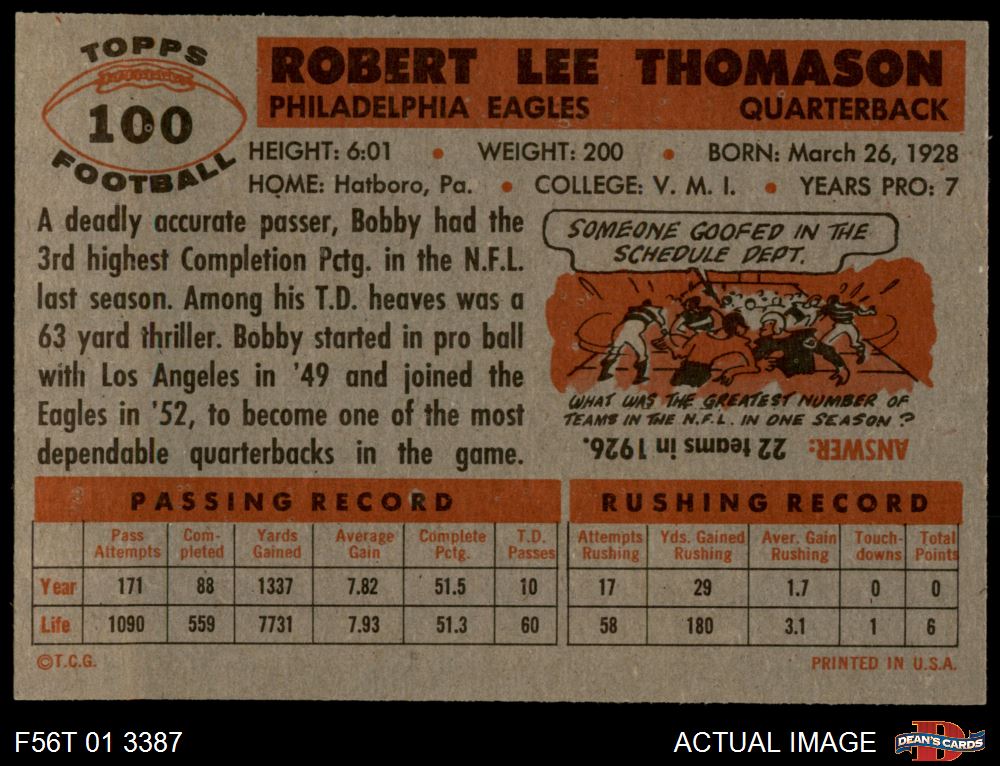 TOPPS
100
FOOTBALL
ROBERT LEE THOMASON
PHILADELPHIA EAGLES QUARTERBACK
HEIGHT: 6:01 • WEIGHT: 200 • BORN: March 26, 1928
HOME: Hatboro, Pa. • COLLEGE: V. M. I. • YEARS PRO: 7
A deadly accurate passer, Bobby had the
3rd highest Completion Pctg. in the N.F.L.
last season. Among his T.D. heaves was a
63 yard thriller. Bobby started in pro ball
with Los Angeles in '49 and joined the
Eagles in '52, to become one of the most
dependable quarterbacks in the game.
SOMEONE GOOFED IN THE
SCHEDULE DEPT.
WHAT WAS THE GREATEST NUMBER OF
TEAMS IN THE N.F.L. IN ONE SEASON?
ANSWER: 22 teams in 1926.
PASSING RECORD
Pass Attempts Com-pleted Yards Gained Average Gain Complete Pctg. T.D. Passes
Year 171 88 1337 7.82 51.5 10
Life 1090 559 7731 7.93 51.3 60
RUSHING RECORD
Attempts Rushing Yds. Gained Rushing Aver. Gain Rushing Touch-downs Total Points
17 29 1.7 0 0
58 180 3.1 1 6
©T.C.G. PRINTED IN U.S.A.
F56T 01 3387 ACTUAL IMAGE DEAN'S CARDS